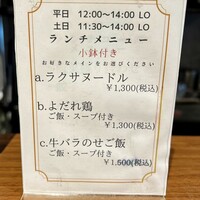 平日 12:00〜14:00 LO
土日 11:30〜14:00 LO
ランチメニュー
小鉢付き
お好きなメインをお選びください
a.ラクサヌードル
¥1,300(税込)
b.よだれ鶏
ご飯・スープ付き
¥1,300(税込)
c.牛バラのせご飯
ご飯・スープ付き
¥1,500(税込)